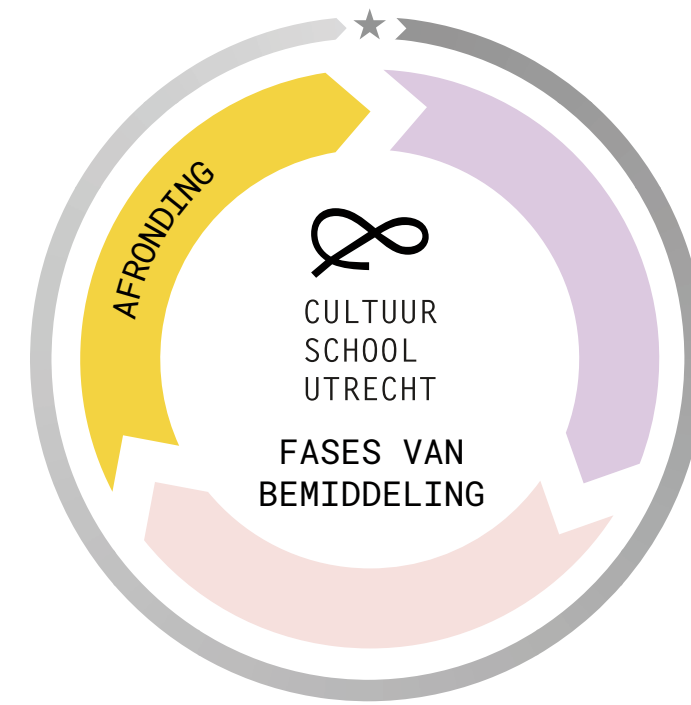 AFRONDING
CULTUUR
SCHOOL
UTRECHT
FASES VAN
BEMIDDELING